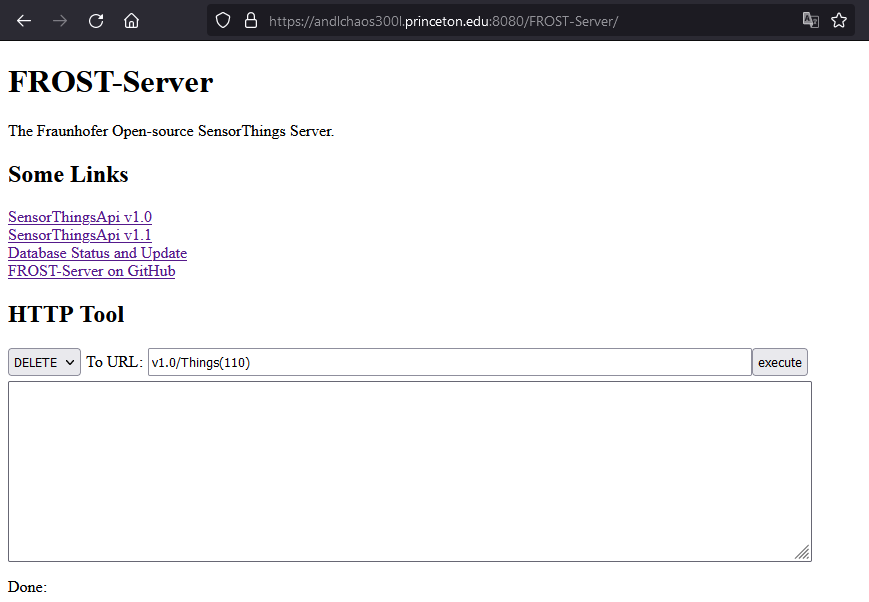 https://andlchaos300l.princeton.edu:8080/FROST-Server/
FROST-Server
The Fraunhofer Open-source SensorThings Server.
Some Links
SensorThingsApi v1.0
SensorThingsApi v1.1
Database Status and Update
FROST-Server on GitHub
HTTP Tool
DELETE To URL: v1.0/Things(110) execute
Done: